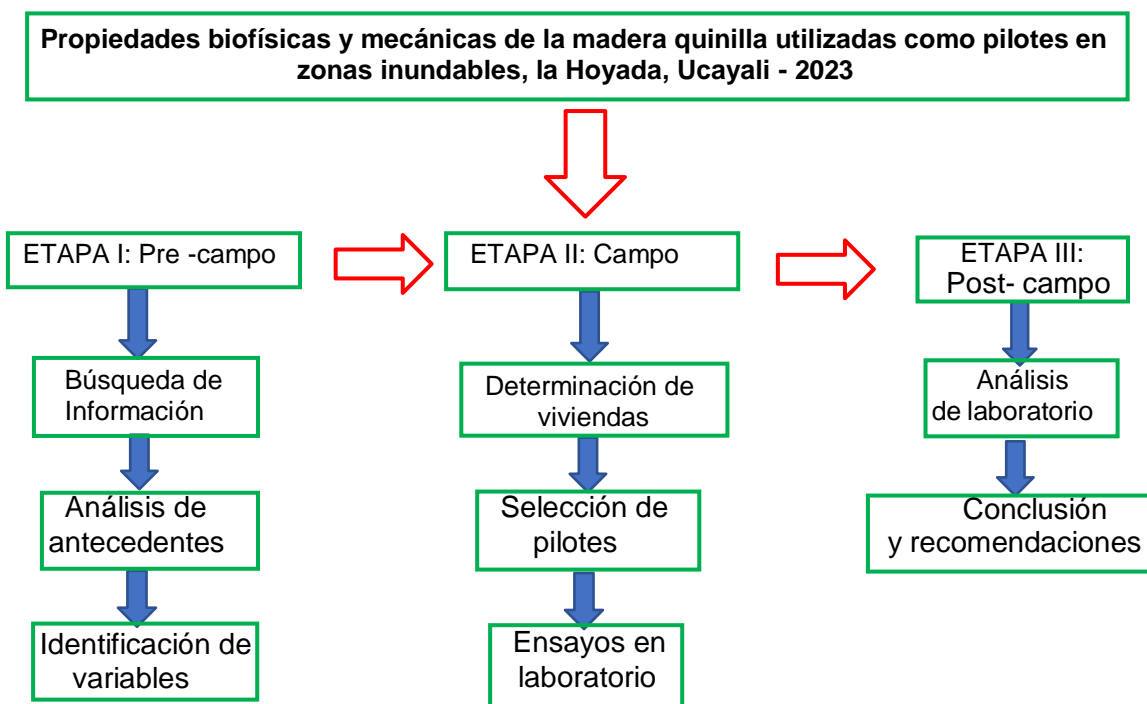 Propiedades biofísicas y mecánicas de la madera quinilla utilizadas como pilotes en
zonas inundables, la Hoyada, Ucayali - 2023
ETAPA I: Pre -campo
Búsqueda de
Información
Análisis de
antecedentes
Identificación de
variables
ETAPA II: Campo
Determinación de
viviendas
Selección de
pilotes
Ensayos en
laboratorio
ETAPA III:
Post- campo
Análisis
de laboratorio
Conclusión
y recomendaciones